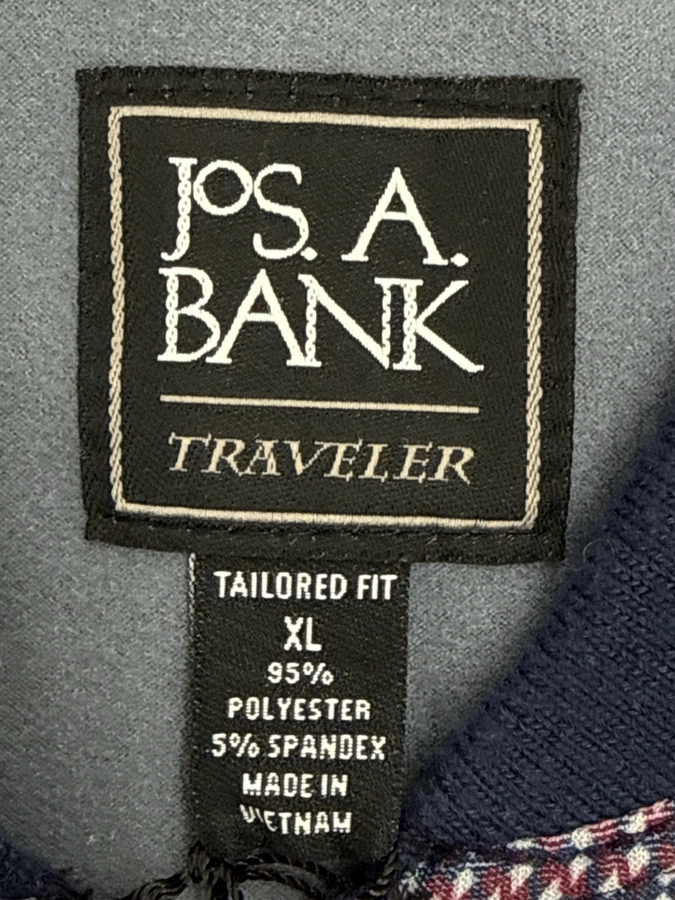 JOS. A.
BANK
TRAVELER
TAILORED FIT
XL
95%
POLYESTER
5% SPANDEX
MADE IN
VIETNAM